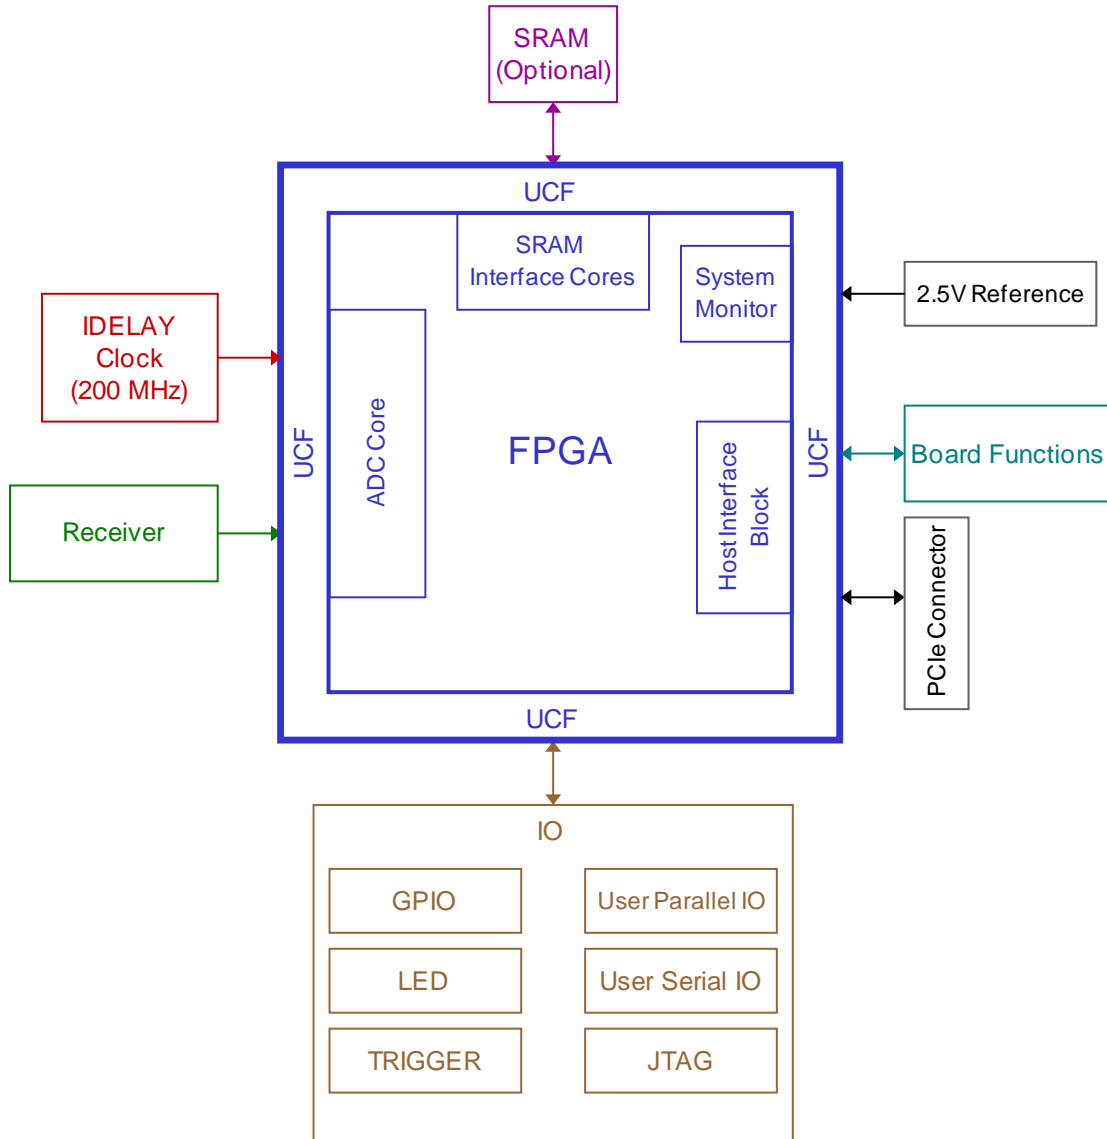 SRAM
(Optional)
UCF
SRAM
Interface Cores
System
Monitor
2.5V Reference
IDELAY
Clock
(200 MHz)
UCF
ADC Core
FPGA
Host Interface
Block
UCF
Board Functions
Receiver
PCIe Connector
UCF
IO
GPIO
User Parallel IO
LED
User Serial IO
TRIGGER
JTAG